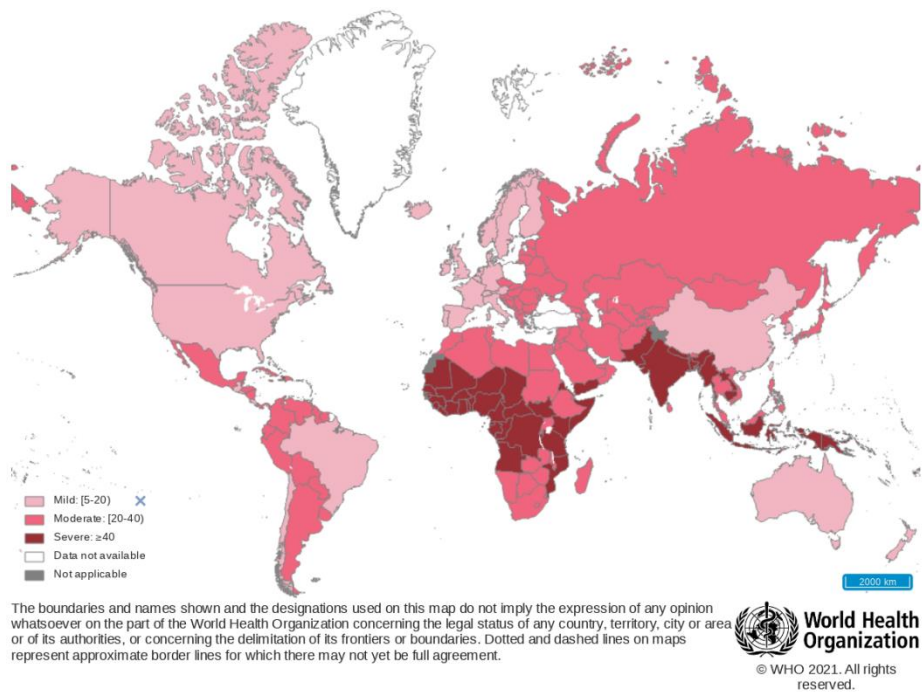 Mild: [5-20)
Moderate: [20-40)
Severe: ≥40
Data not available
Not applicable
2000 km
The boundaries and names shown and the designations used on this map do not imply the expression of any opinion
whatsoever on the part of the World Health Organization concerning the legal status of any country, territory, city or area
or of its authorities, or concerning the delimitation of its frontiers or boundaries. Dotted and dashed lines on maps
represent approximate border lines for which there may not yet be full agreement.
World Health
Organization
© WHO 2021. All rights
reserved.